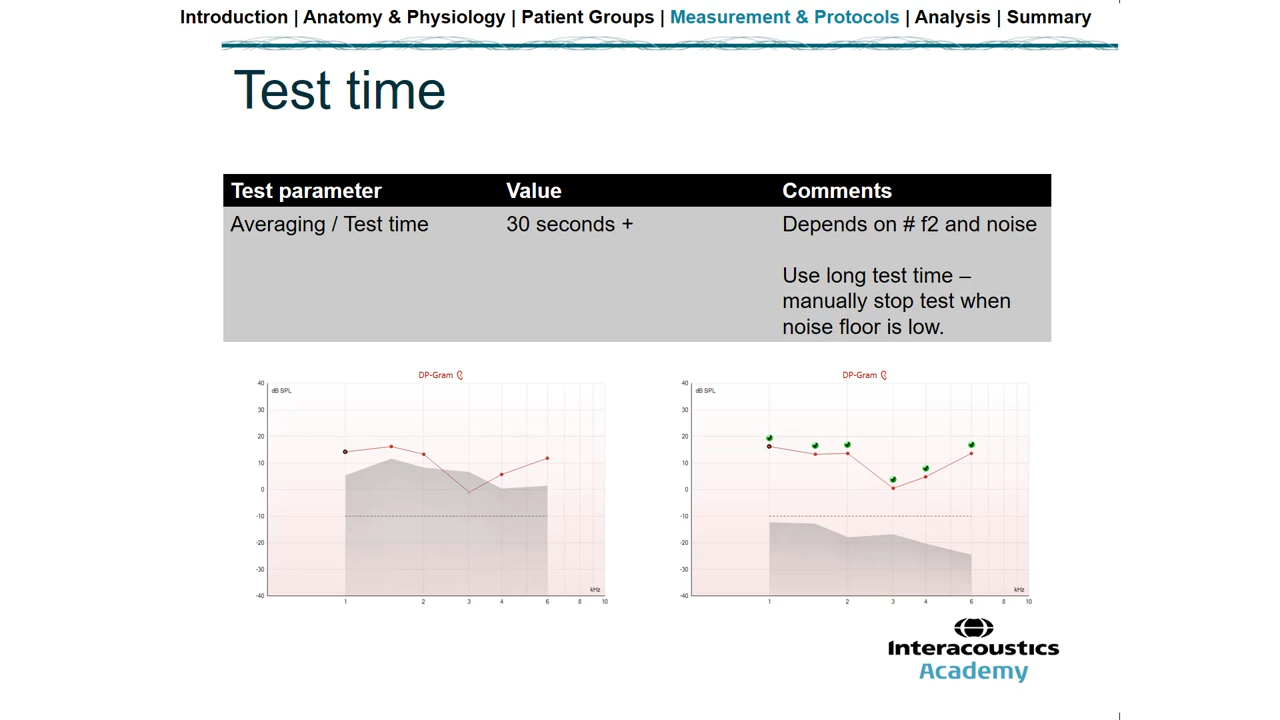 Introduction | Anatomy & Physiology | Patient Groups | Measurement & Protocols | Analysis | Summary
Test time
Test parameter Value Comments
Averaging / Test time 30 seconds + Depends on # f2 and noise
Use long test time –
manually stop test when
noise floor is low.
DP-Gram
40
dB SPL
30
20
10
0
-10
-20
-30
-40
kHz
1 2 3 4 6 8 10
DP-Gram
40
dB SPL
30
20
10
0
-10
-20
-30
-40
kHz
1 2 3 4 6 8 10
Interacoustics
Academy